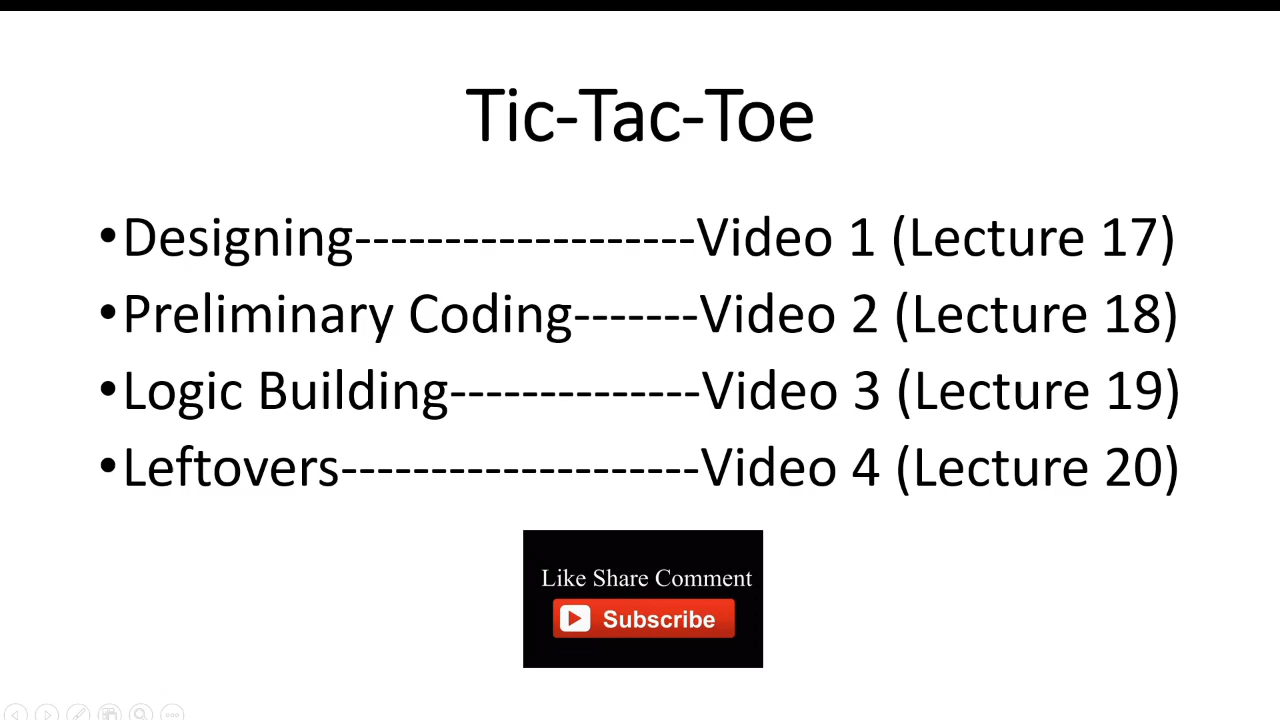 Tic-Tac-Toe
•Designing-------------------Video 1 (Lecture 17)
•Preliminary Coding-------Video 2 (Lecture 18)
•Logic Building--------------Video 3 (Lecture 19)
•Leftovers--------------------Video 4 (Lecture 20)
Like Share Comment
Subscribe